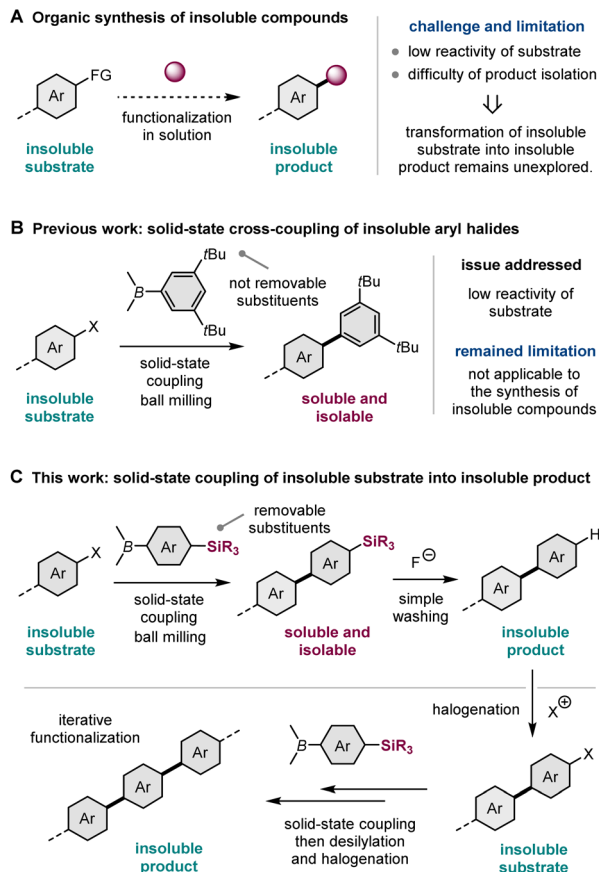 A Organic synthesis of insoluble compounds
FG
Ar
insoluble
substrate
functionalization
in solution
Ar
insoluble
product
challenge and limitation
low reactivity of substrate
difficulty of product isolation
⇓
transformation of insoluble
substrate into insoluble
product remains unexplored.
B Previous work: solid-state cross-coupling of insoluble aryl halides
X
Ar
insoluble
substrate
tBu
B
tBu
not removable
substituents
solid-state
coupling
ball milling
tBu
Ar
tBu
soluble and
isolable
issue addressed
low reactivity of
substrate
remained limitation
not applicable to
the synthesis of
insoluble compounds
C This work: solid-state coupling of insoluble substrate into insoluble product
X
Ar
insoluble
substrate
B
Ar
SiR3
removable
substituents
solid-state
coupling
ball milling
SiR3
Ar
Ar
soluble and
isolable
F⊖
simple
washing
H
Ar
Ar
insoluble
product
halogenation
X⊕
X
Ar
Ar
insoluble
substrate
B
Ar
SiR3
solid-state coupling
then desilylation
and halogenation
iterative
functionalization
Ar
Ar
Ar
insoluble
product